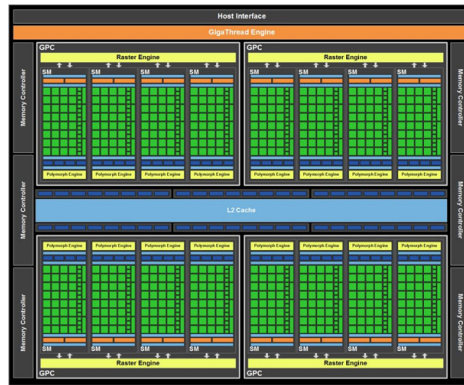 Host Interface
GigaThread Engine
GPC
GPC
Raster Engine
Raster Engine
SM
SM
SM
SM
SM
SM
SM
SM
Memory Controller
Memory Controller
Polymorph Engine
Polymorph Engine
Polymorph Engine
Polymorph Engine
Polymorph Engine
Polymorph Engine
Polymorph Engine
Polymorph Engine
Memory Controller
L2 Cache
Memory Controller
Polymorph Engine
Polymorph Engine
Polymorph Engine
Polymorph Engine
Polymorph Engine
Polymorph Engine
Polymorph Engine
Polymorph Engine
Memory Controller
Memory Controller
SM
SM
SM
SM
SM
SM
SM
SM
Raster Engine
Raster Engine
GPC
GPC